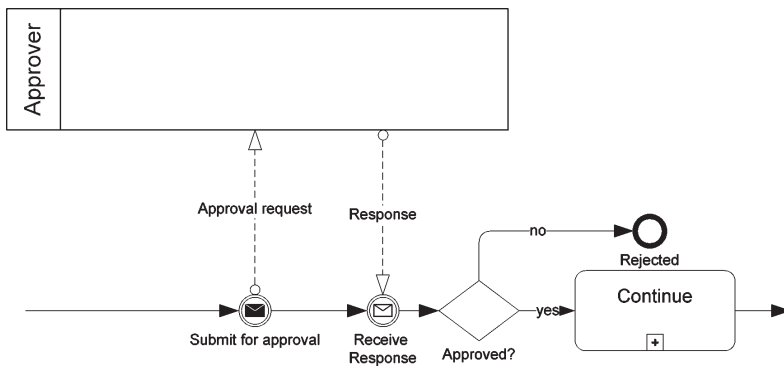 Approver
Approval request
Response
no
Rejected
Continue
yes
Submit for approval
Receive
Response
Approved?